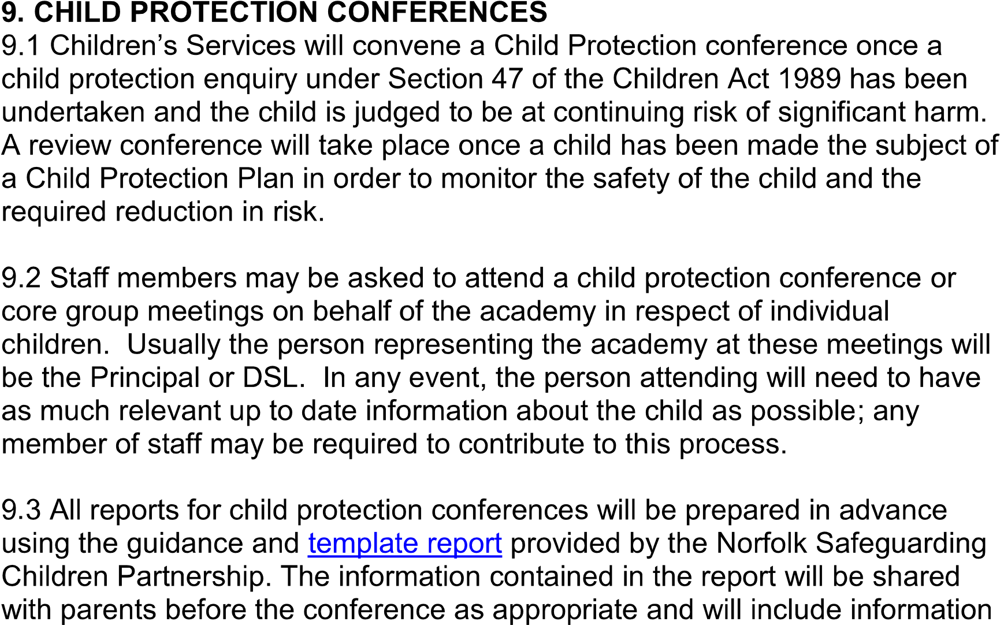 9. CHILD PROTECTION CONFERENCES
9.1 Children’s Services will convene a Child Protection conference once a
child protection enquiry under Section 47 of the Children Act 1989 has been
undertaken and the child is judged to be at continuing risk of significant harm.
A review conference will take place once a child has been made the subject of
a Child Protection Plan in order to monitor the safety of the child and the
required reduction in risk.

9.2 Staff members may be asked to attend a child protection conference or
core group meetings on behalf of the academy in respect of individual
children.  Usually the person representing the academy at these meetings will
be the Principal or DSL.  In any event, the person attending will need to have
as much relevant up to date information about the child as possible; any
member of staff may be required to contribute to this process.

9.3 All reports for child protection conferences will be prepared in advance
using the guidance and template report provided by the Norfolk Safeguarding
Children Partnership. The information contained in the report will be shared
with parents before the conference as appropriate and will include information